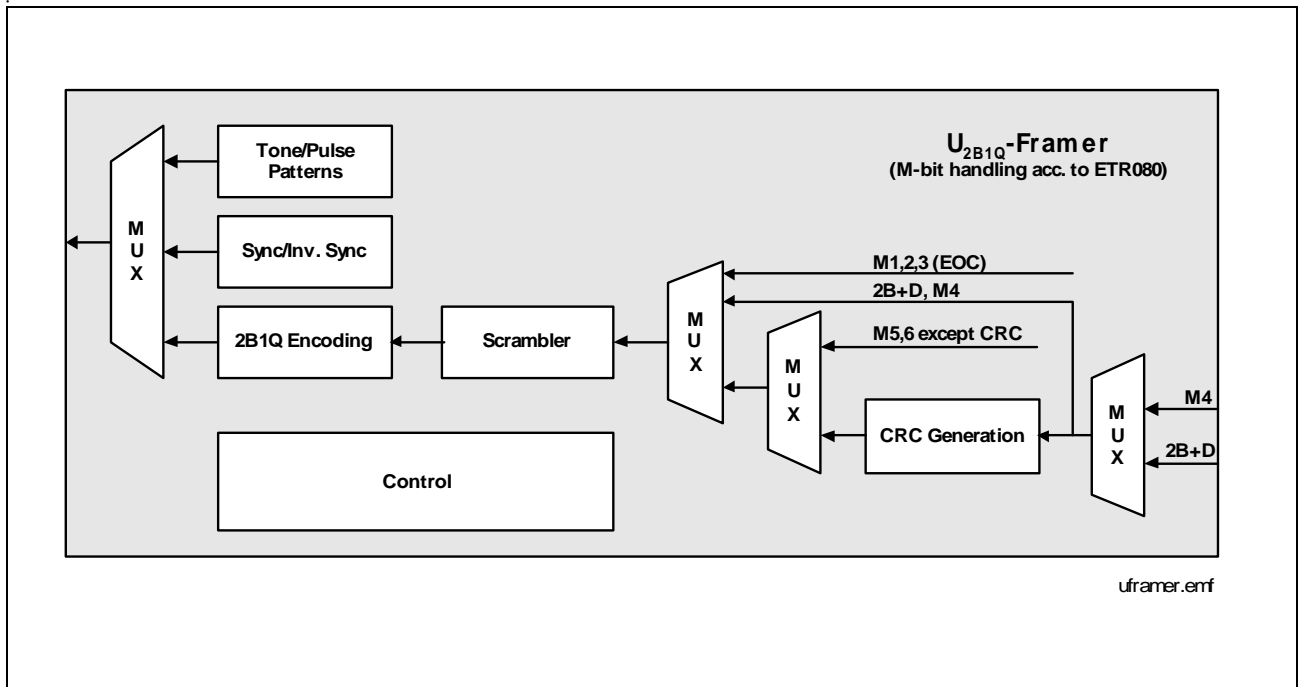 .
U2B1Q-Framer
(M-bit handling acc. to ETR080)
Tone/Pulse
Patterns
Sync/Inv. Sync
2B1Q Encoding
MUX
Scrambler
MUX
M1,2,3 (EOC)
2B+D, M4
M5,6 except CRC
MUX
CRC Generation
MUX
M4
2B+D
Control
uframer.emf